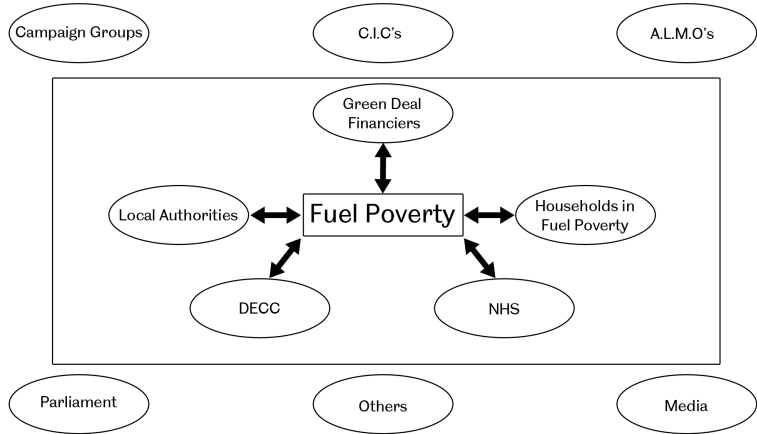 Campaign Groups
C.I.C's
A.L.M.O's
Green Deal
Financiers
Local Authorities
Fuel Poverty
Households in
Fuel Poverty
DECC
NHS
Parliament
Others
Media